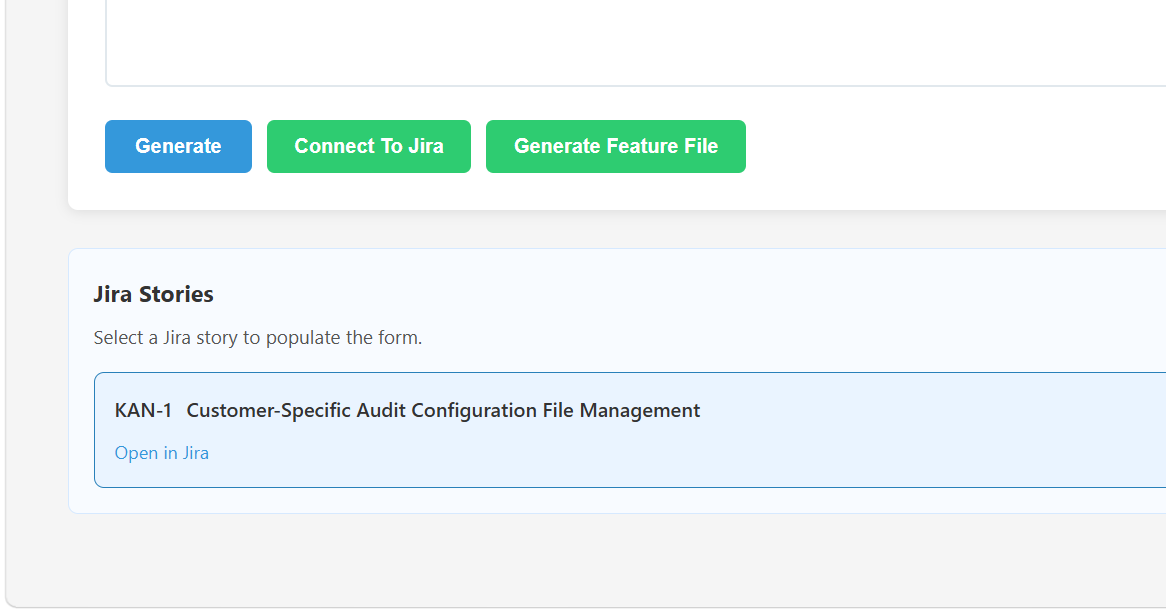 Generate Connect To Jira Generate Feature File
Jira Stories
Select a Jira story to populate the form.
KAN-1 Customer-Specific Audit Configuration File Management
Open in Jira